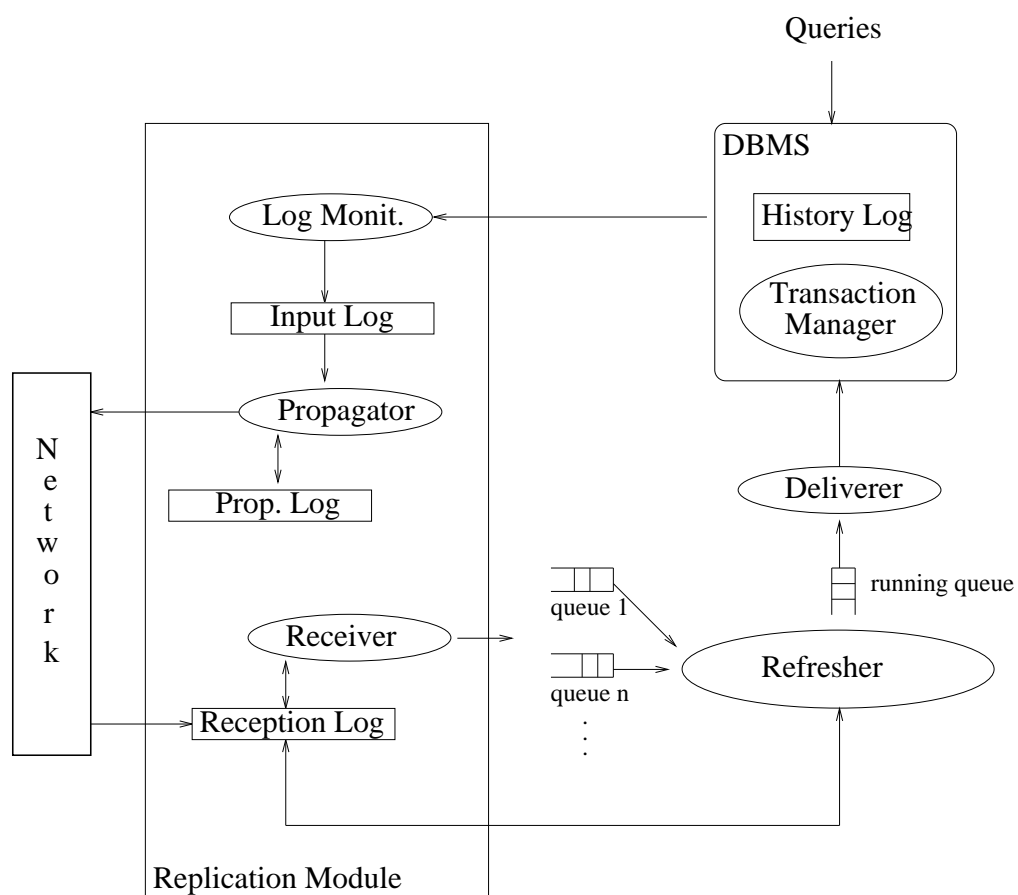 Queries
DBMS
Log Monit.
History Log
Transaction
Manager
Input Log
Propagator
Network
Prop. Log
Deliverer
running queue
queue 1
Receiver
Refresher
queue n
Reception Log
Replication Module